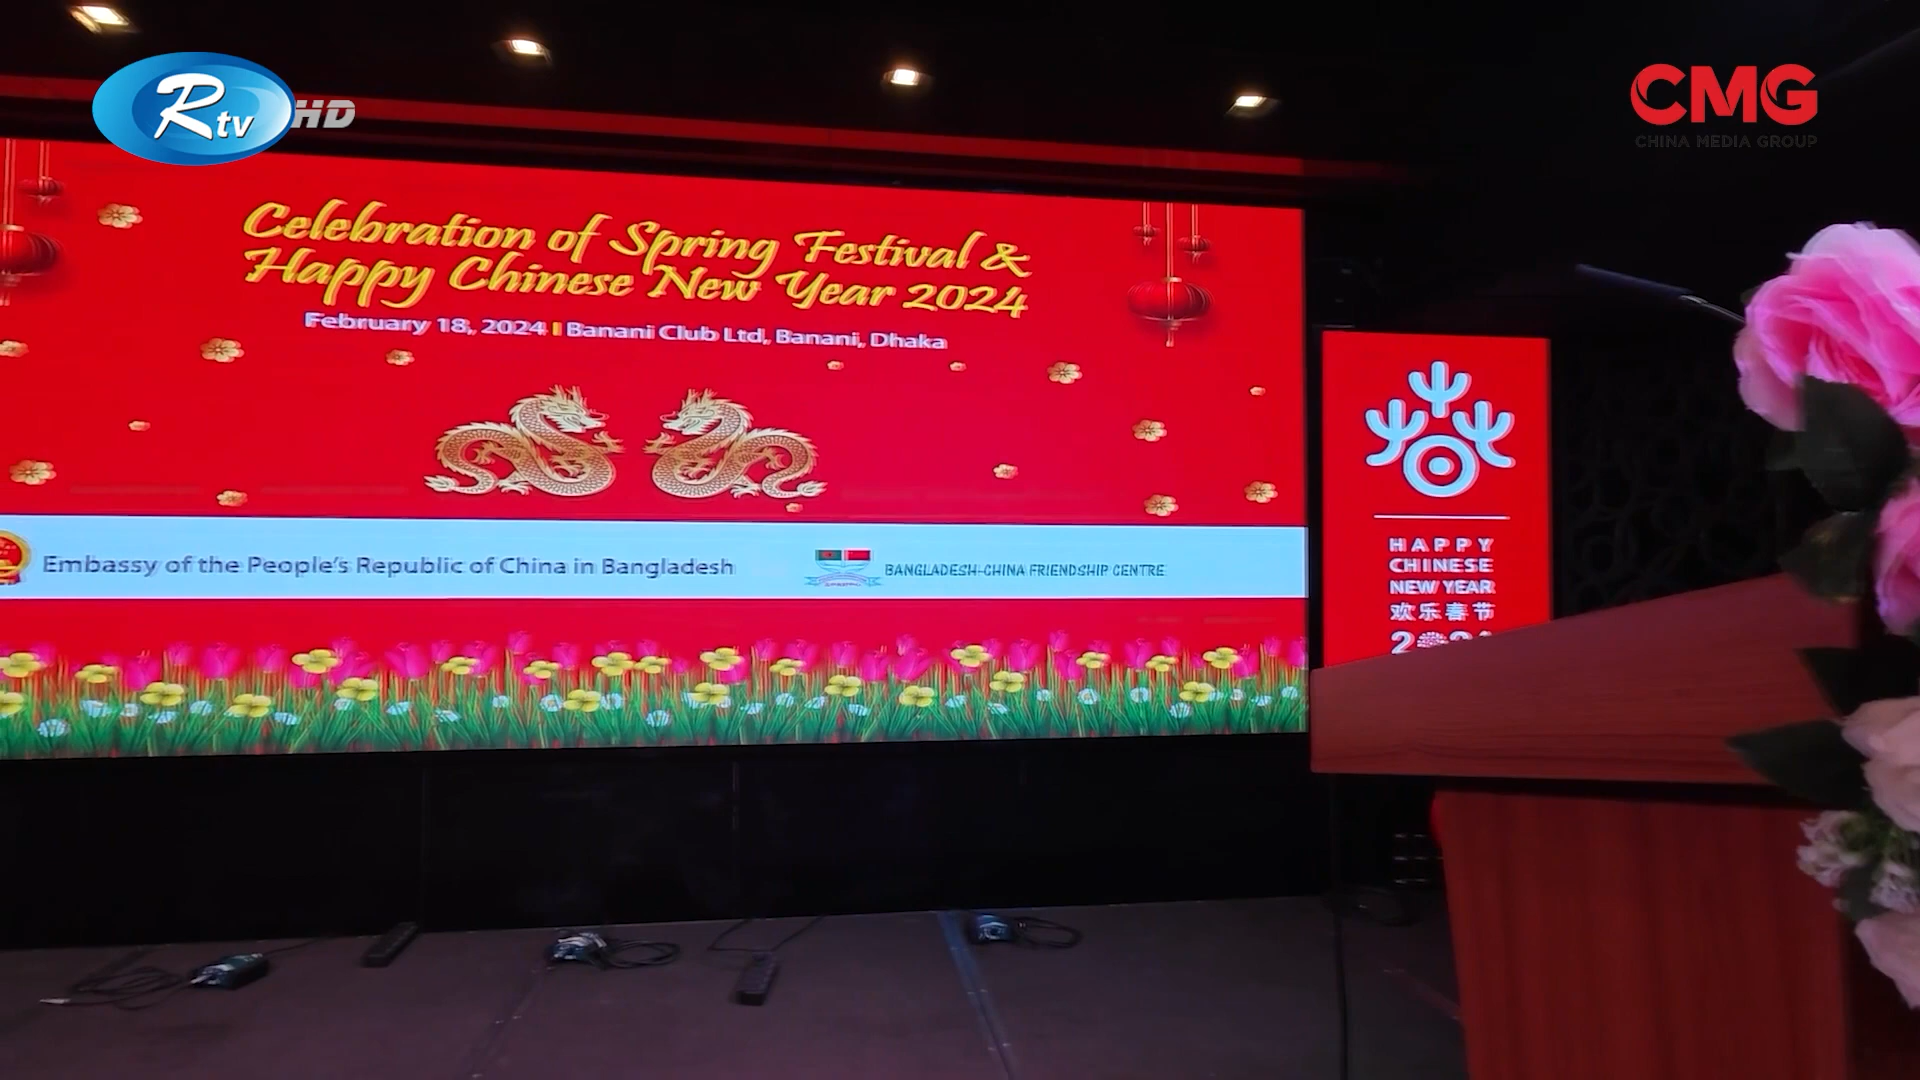 Rtv HD
CMG
CHINA MEDIA GROUP
Celebration of Spring Festival &
Happy Chinese New Year 2024
February 18, 2024 | Banani Club Ltd, Banani, Dhaka
Embassy of the People's Republic of China in Bangladesh
BANGLADESH-CHINA FRIENDSHIP CENTRE
HAPPY
CHINESE
NEW YEAR
欢乐春节